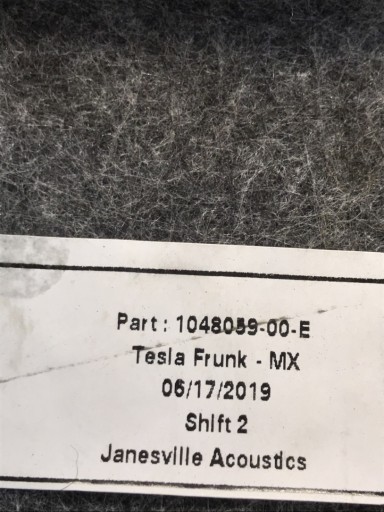 Part : 1048059-00-E
Tesla Frunk - MX
06/17/2019
Shift 2
Janesville Acoustics